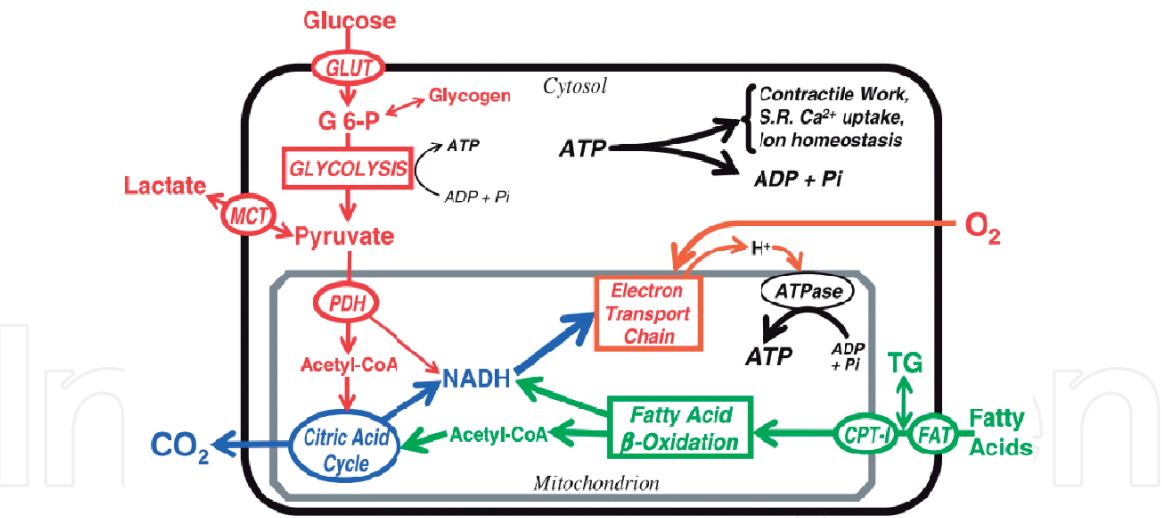 Glucose
GLUT
Cytosol
G 6-P
Glycogen
Contractile Work,
S.R. Ca²⁺ uptake,
Ion homeostasis
ATP
ATP
GLYCOLYSIS
ADP + Pi
ADP + Pi
Lactate
MCT
Pyruvate
O₂
H⁺
PDH
Electron
Transport
Chain
ATPase
ATP
ADP
+ Pi
Acetyl-CoA
NADH
TG
Citric Acid
Cycle
CO₂
Acetyl-CoA
Fatty Acid
β-Oxidation
CPT-I
FAT
Fatty
Acids
Mitochondrion